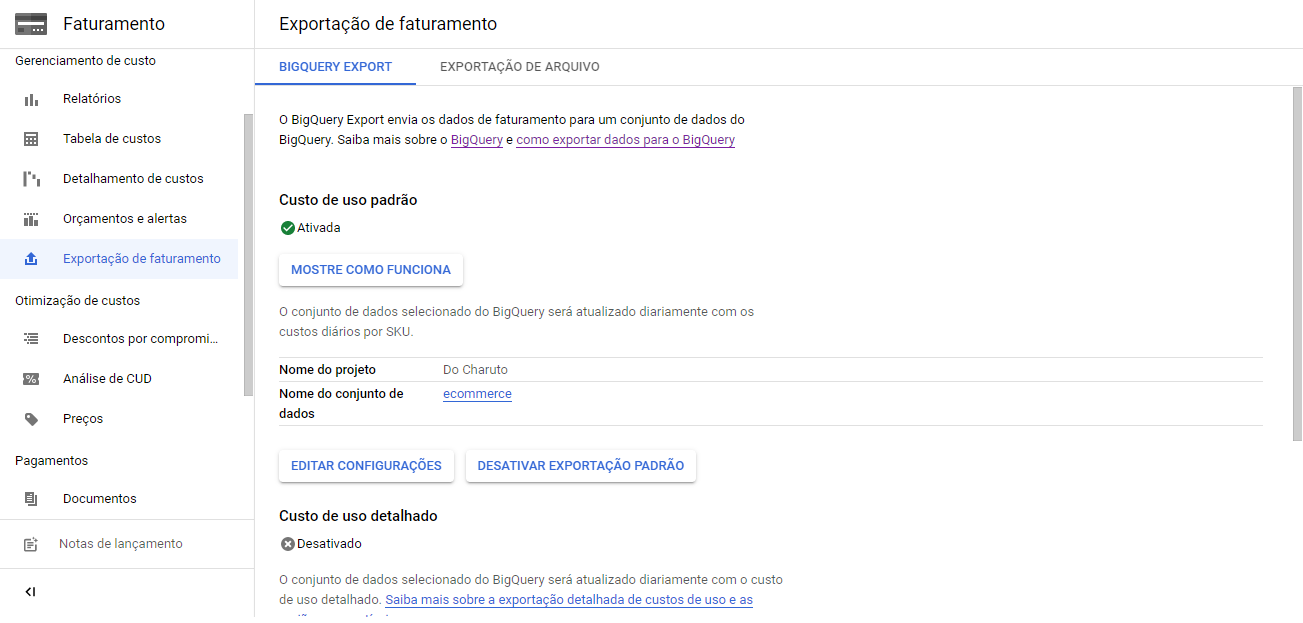 Faturamento
Gerenciamento de custo
Relatórios
Tabela de custos
Detalhamento de custos
Orçamentos e alertas
Exportação de faturamento
Otimização de custos
Descontos por compromi...
Análise de CUD
Preços
Pagamentos
Documentos
Notas de lançamento
Exportação de faturamento
BIGQUERY EXPORT
EXPORTAÇÃO DE ARQUIVO
O BigQuery Export envia os dados de faturamento para um conjunto de dados do
BigQuery. Saiba mais sobre o BigQuery e como exportar dados para o BigQuery
Custo de uso padrão
Ativada
MOSTRE COMO FUNCIONA
O conjunto de dados selecionado do BigQuery será atualizado diariamente com os
custos diários por SKU.
Nome do projeto Do Charuto
Nome do conjunto de ecommerce
dados
EDITAR CONFIGURAÇÕES
DESATIVAR EXPORTAÇÃO PADRÃO
Custo de uso detalhado
Desativado
O conjunto de dados selecionado do BigQuery será atualizado diariamente com o custo
de uso detalhado. Saiba mais sobre a exportação detalhada de custos de uso e as